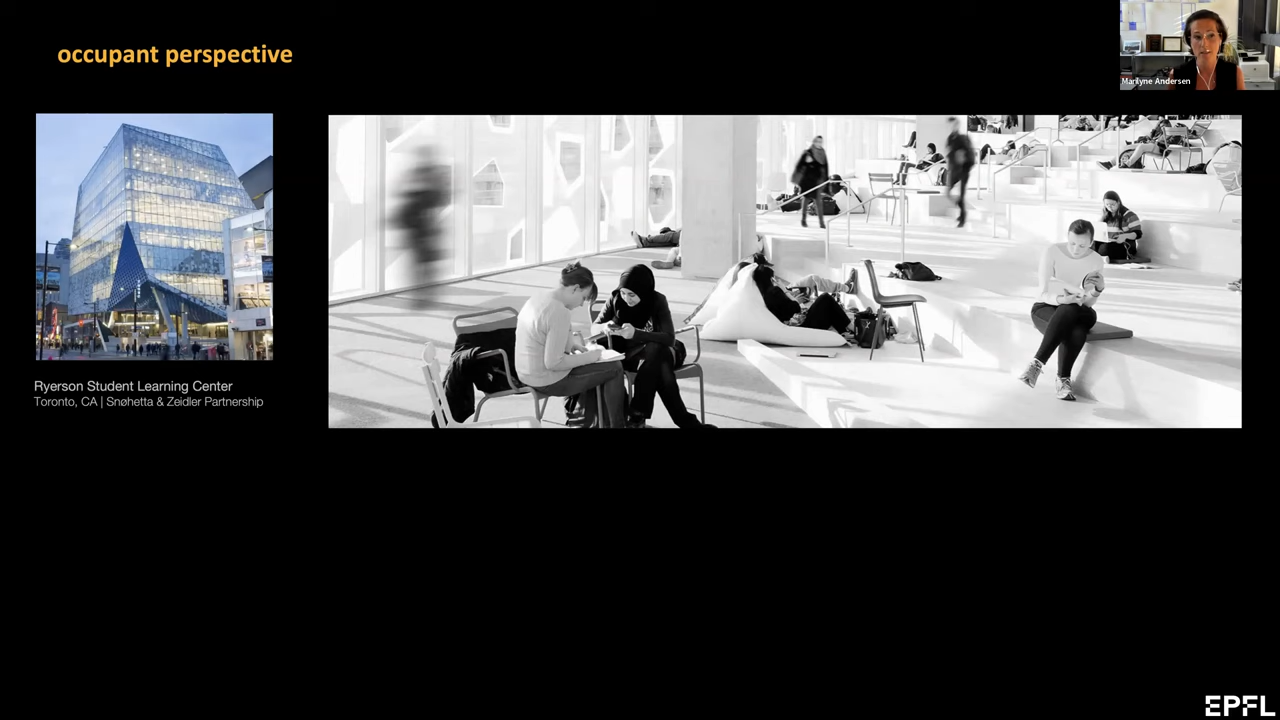 occupant perspective
Marilyne Andersen
Ryerson Student Learning Center
Toronto, CA | Snøhetta & Zeidler Partnership
EPFL